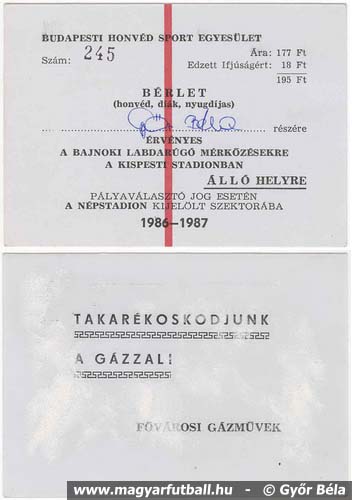 BUDAPESTI HONVÉD SPORT EGYESÜLET
Szám: 245
Ára: 177 Ft
Edzett Ifjúságért: 18 Ft
195 Ft
BÉRLET
(honvéd, diák, nyugdíjas)
Győr Béla részére
ÉRVÉNYES
A BAJNOKI LABDARÚGÓ MÉRKŐZÉSEKRE
A KISPESTI STADIONBAN
ÁLLÓ HELYRE
PÁLYAVÁLASZTÓ JOG ESETÉN
A NÉPSTADION KIJELÖLT SZEKTORÁBA
1986–1987
TAKARÉKOSKODJUNK
A GÁZZAL!
FŐVÁROSI GÁZMŰVEK
www.magyarfutball.hu - © Győr Béla